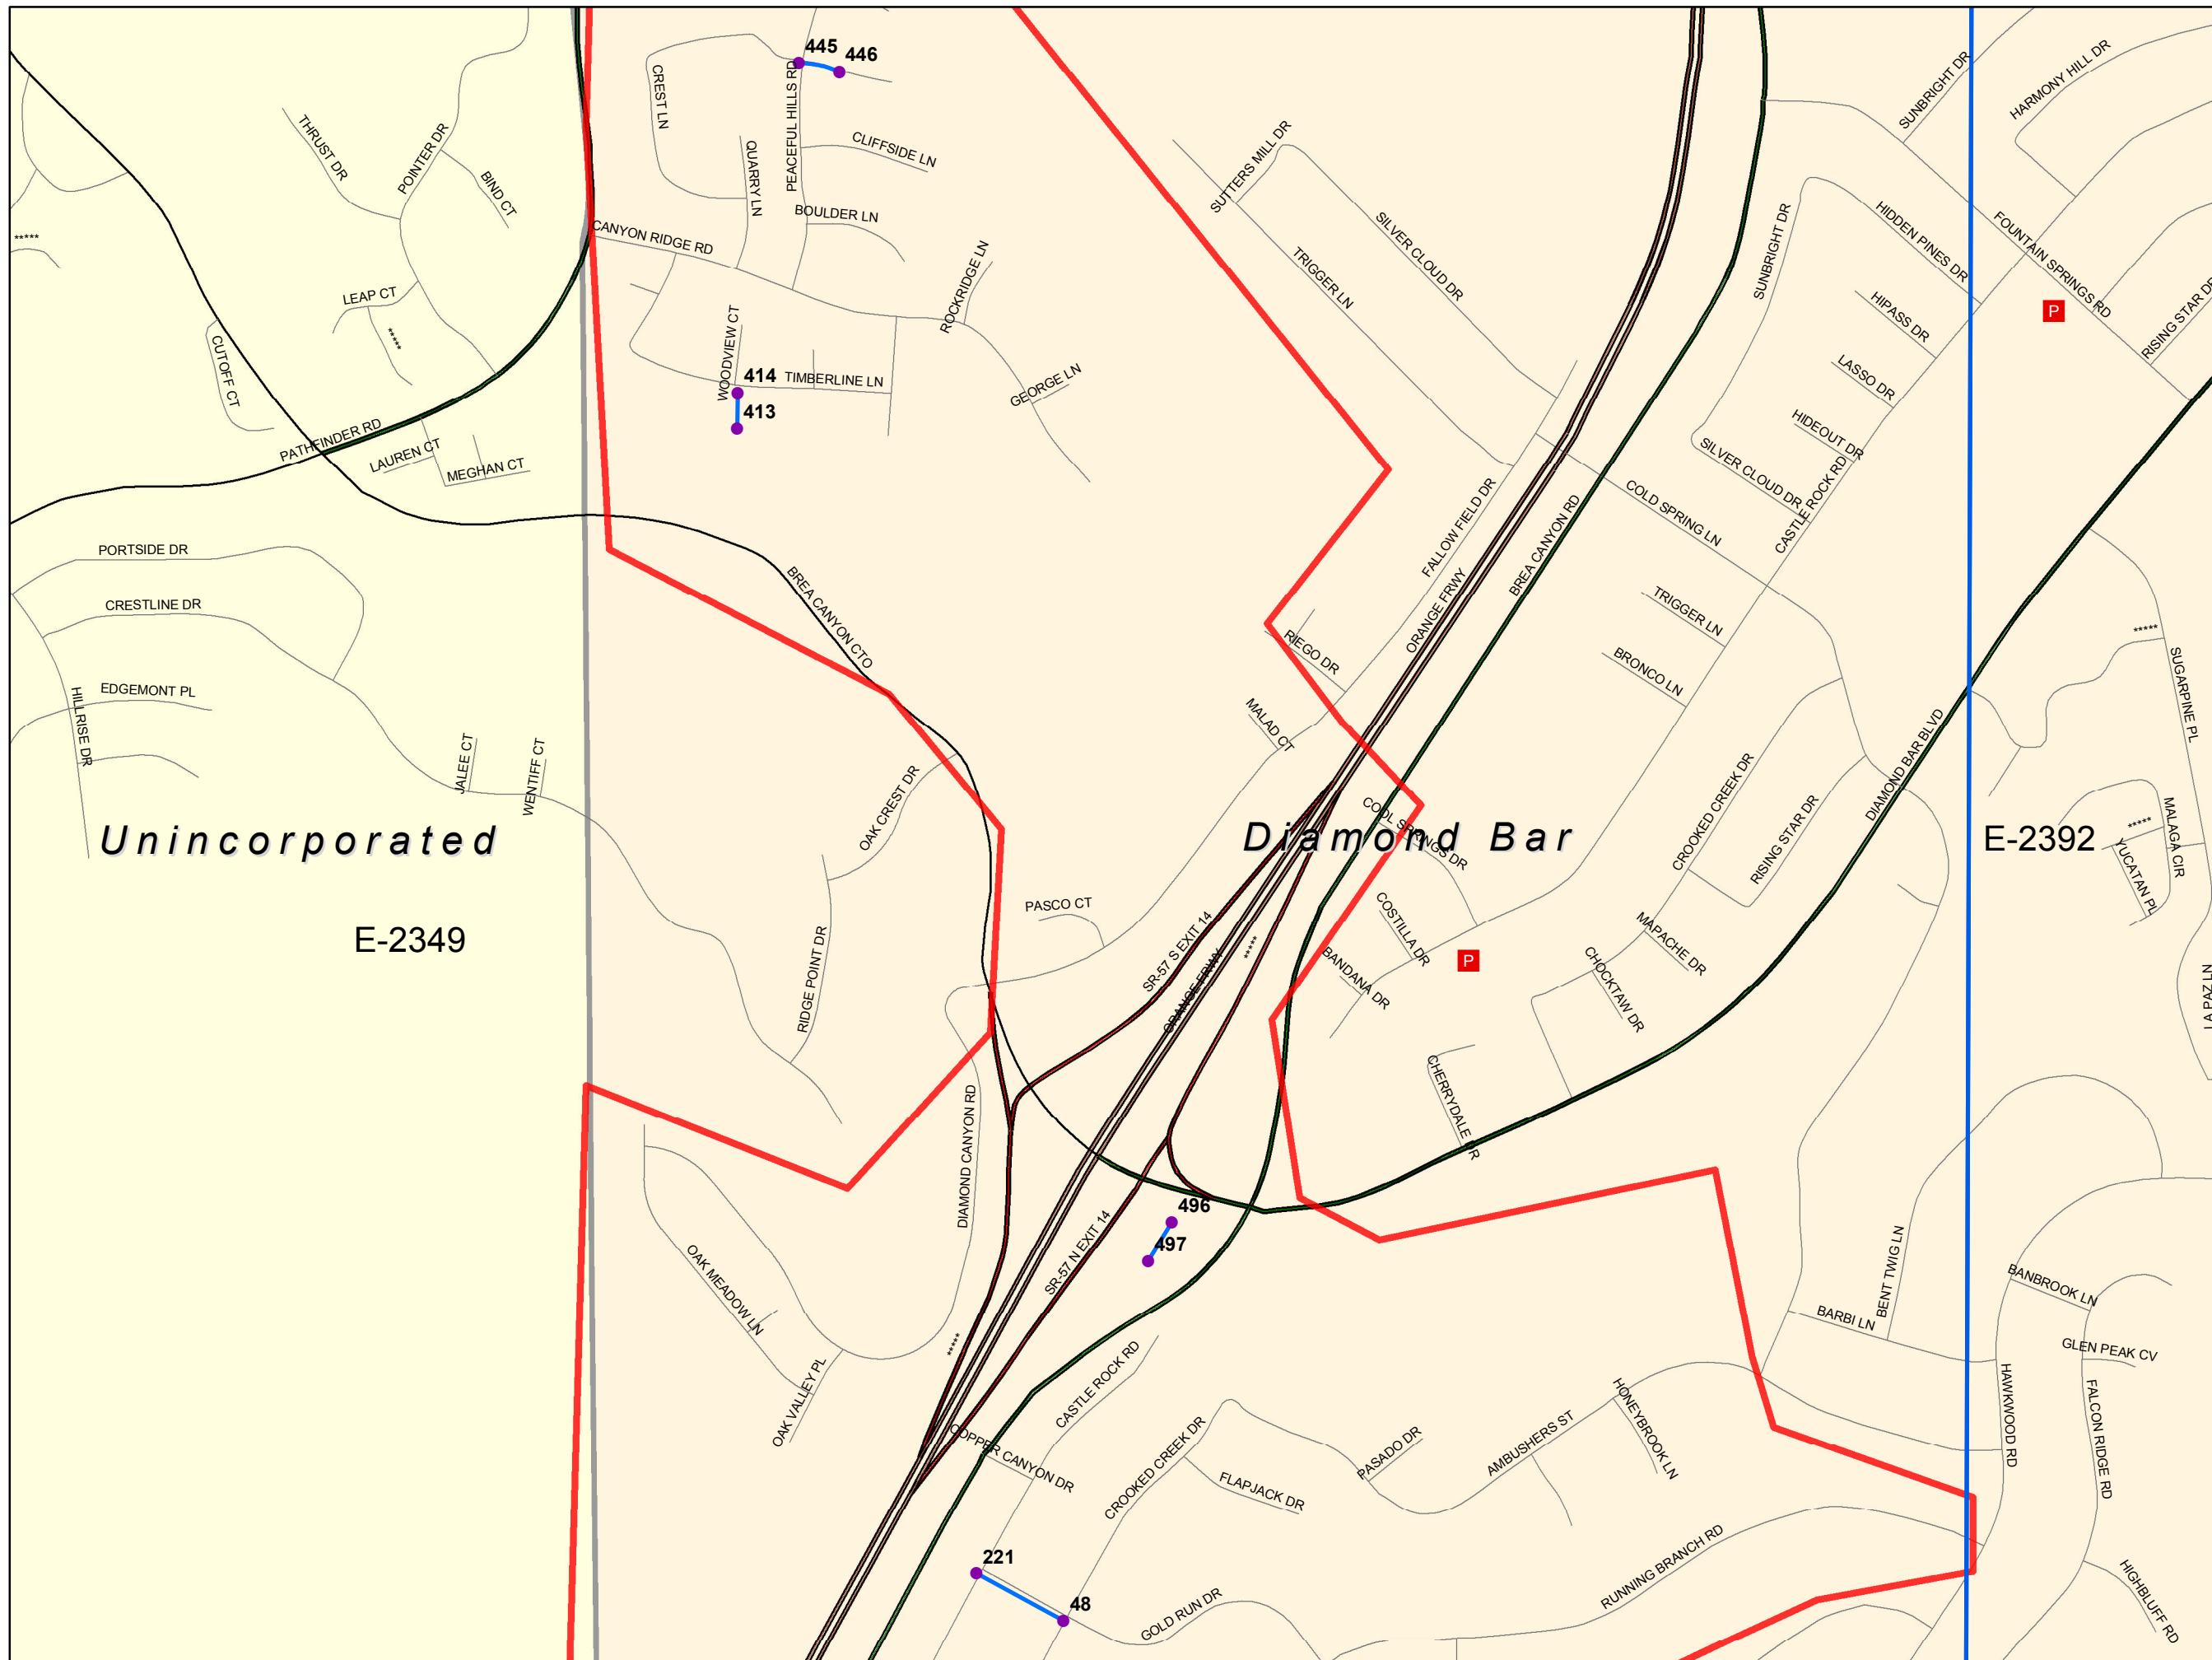 445
446
SUNBRIGHT DR
HARMONY HILL DR
CREST LN
PEACEFUL HILLS RD
THRUST DR
POINTER DR
BIND CT
QUARRY LN
CLIFFSIDE LN
SUTTERS MILL DR
BOULDER LN
CANYON RIDGE RD
SILVER CLOUD DR
SUNBRIGHT DR
HIDDEN PINES DR
FOUNTAIN SPRINGS RD
*****
TRIGGER LN
ROCKRIDGE LN
LEAP CT
*****
HIPASS DR
P
RISING STAR DR
CUTOFF CT
WOODVIEW CT
414
TIMBERLINE LN
GEORGE LN
LASSO DR
413
HIDEOUT DR
PATHFINDER RD
LAUREN CT
MEGHAN CT
SILVER CLOUD DR
CASTLE ROCK RD
COLD SPRING LN
FALLOW FIELD DR
BREA CANYON RD
PORTSIDE DR
BREA CANYON CTO
ORANGE FRWY
CRESTLINE DR
TRIGGER LN
*****
RIEGO DR
BRONCO LN
SUGARPINE PL
EDGEMONT PL
HILLRISE DR
MALAD CT
DIAMOND BAR BLVD
JALEE CT
WENTIFF CT
OAK CREST DR
CROOKED CREEK DR
RISING STAR DR
COOL SPRINGS DR
MALAGA CIR
*****
YUCATAN PL
Unincorporated
Diamond Bar
E-2392
E-2349
PASCO CT
COSTILLA DR
MAPACHE DR
SR-57 S EXIT 14
*****
ORANGE FRWY
BANDANA DR
P
CHOCKTAW DR
RIDGE POINT DR
LA PAZ LN
CHERRYDALE DR
DIAMOND CANYON RD
496
497
SR-57 N EXIT 14
OAK MEADOW LN
BENT TWIG LN
BANBROOK LN
BARBI LN
GLEN PEAK CV
*****
CASTLE ROCK RD
OAK VALLEY PL
HAWKWOOD RD
FALCON RIDGE RD
HONEYBROOK LN
COPPER CANYON DR
CROOKED CREEK DR
PASADO DR
AMBUSHERS ST
FLAPJACK DR
RUNNING BRANCH RD
221
48
GOLD RUN DR
HIGHBLUFF RD